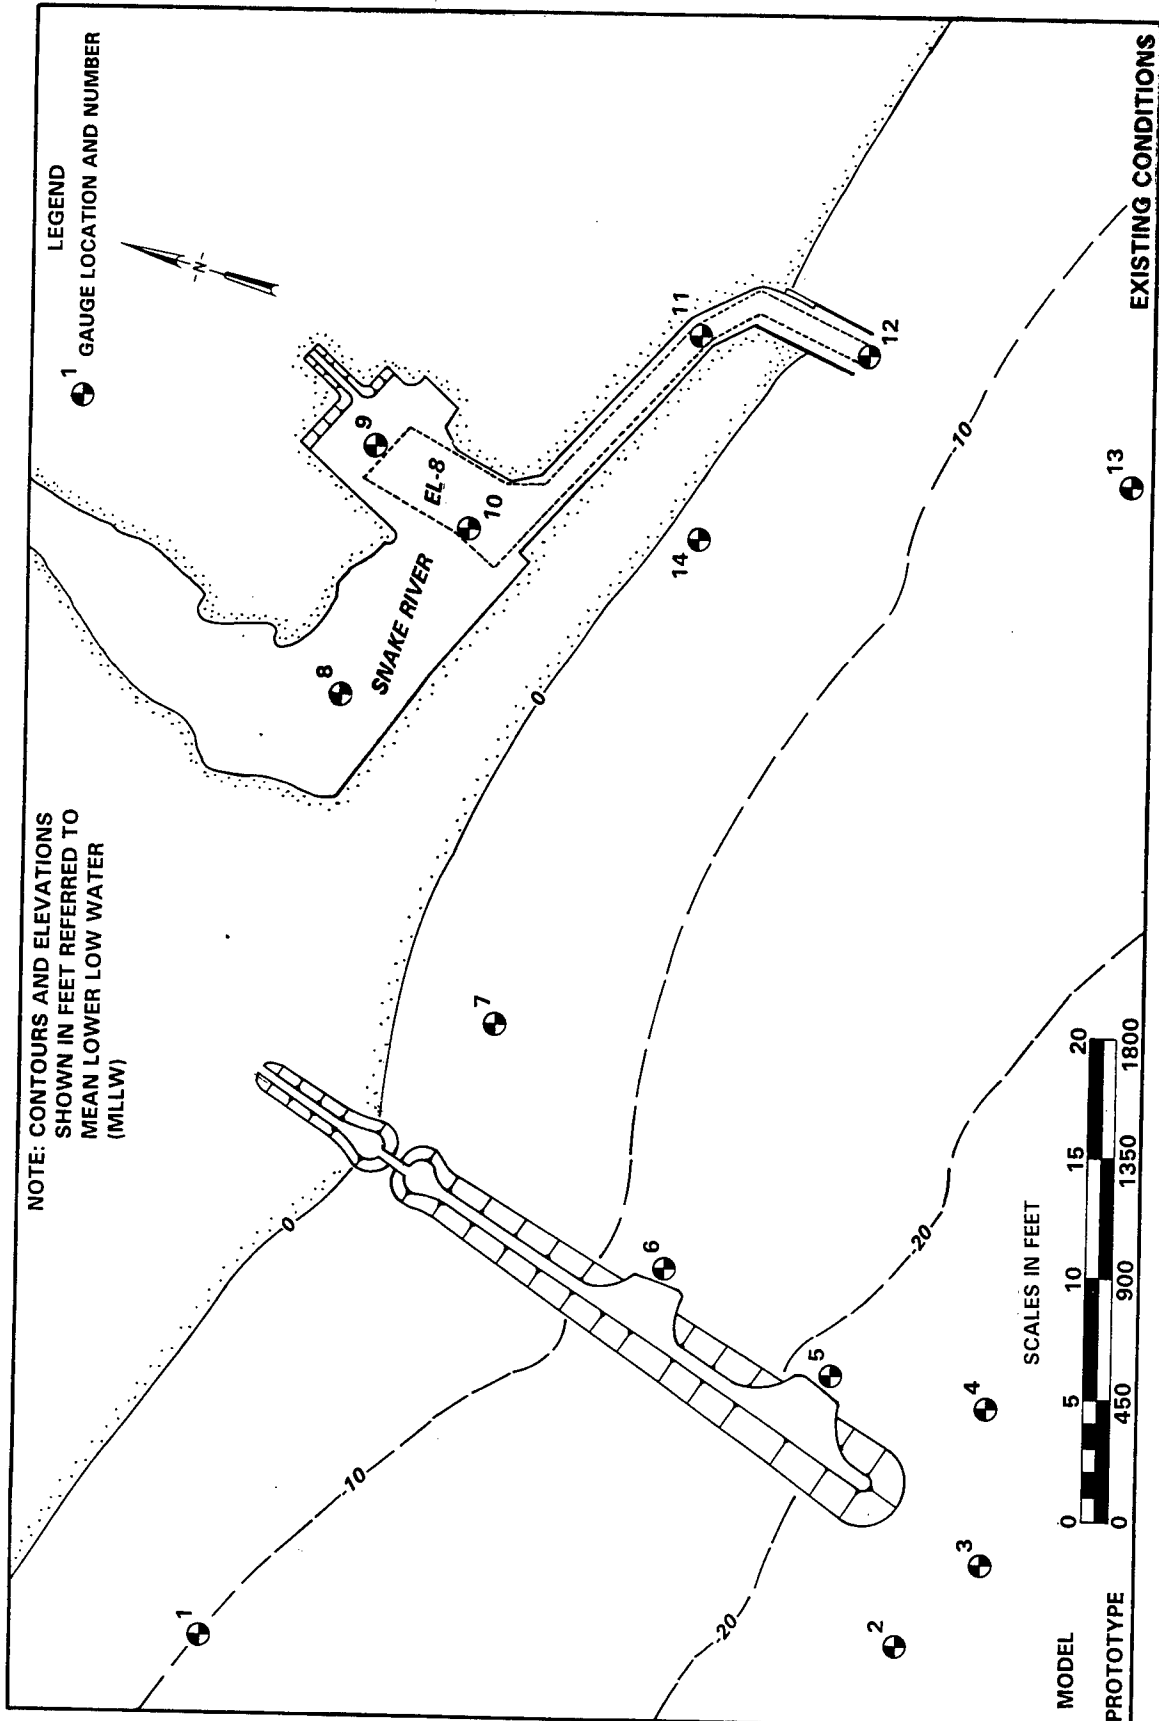 NOTE: CONTOURS AND ELEVATIONS
SHOWN IN FEET REFERRED TO
MEAN LOWER LOW WATER
(MLLW)
LEGEND
1
GAUGE LOCATION AND NUMBER
N
1
2
3
4
5
6
7
8
9
10
11
12
13
14
EL-8
SNAKE RIVER
0
0
-10
-10
-20
-20
SCALES IN FEET
MODEL
0 5 10 15 20
PROTOTYPE
0 450 900 1350 1800
EXISTING CONDITIONS